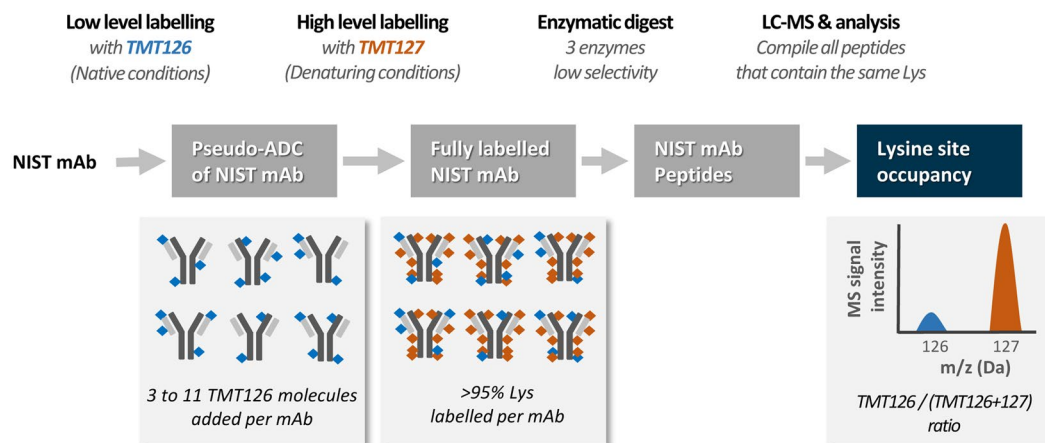 Low level labelling
with TMT126
(Native conditions)
High level labelling
with TMT127
(Denaturing conditions)
Enzymatic digest
3 enzymes
low selectivity
LC-MS & analysis
Compile all peptides
that contain the same Lys
NIST mAb
Pseudo-ADC
of NIST mAb
Fully labelled
NIST mAb
NIST mAb
Peptides
Lysine site
occupancy
3 to 11 TMT126 molecules
added per mAb
>95% Lys
labelled per mAb
MS signal
intensity
126
127
m/z (Da)
TMT126 / (TMT126+127)
ratio